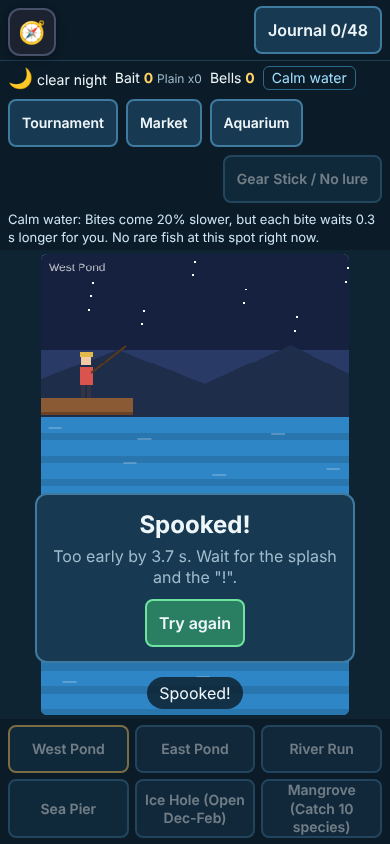 Journal 0/48
🌙 clear night Bait 0 Plain x0 Bells 0 Calm water
Tournament Market Aquarium
Gear Stick / No lure
Calm water: Bites come 20% slower, but each bite waits 0.3
s longer for you. No rare fish at this spot right now.
West Pond
Spooked!
Too early by 3.7 s. Wait for the splash
and the "!".
Try again
Spooked!
West Pond East Pond River Run
Sea Pier
Ice Hole (Open
Dec-Feb)
Mangrove
(Catch 10
species)